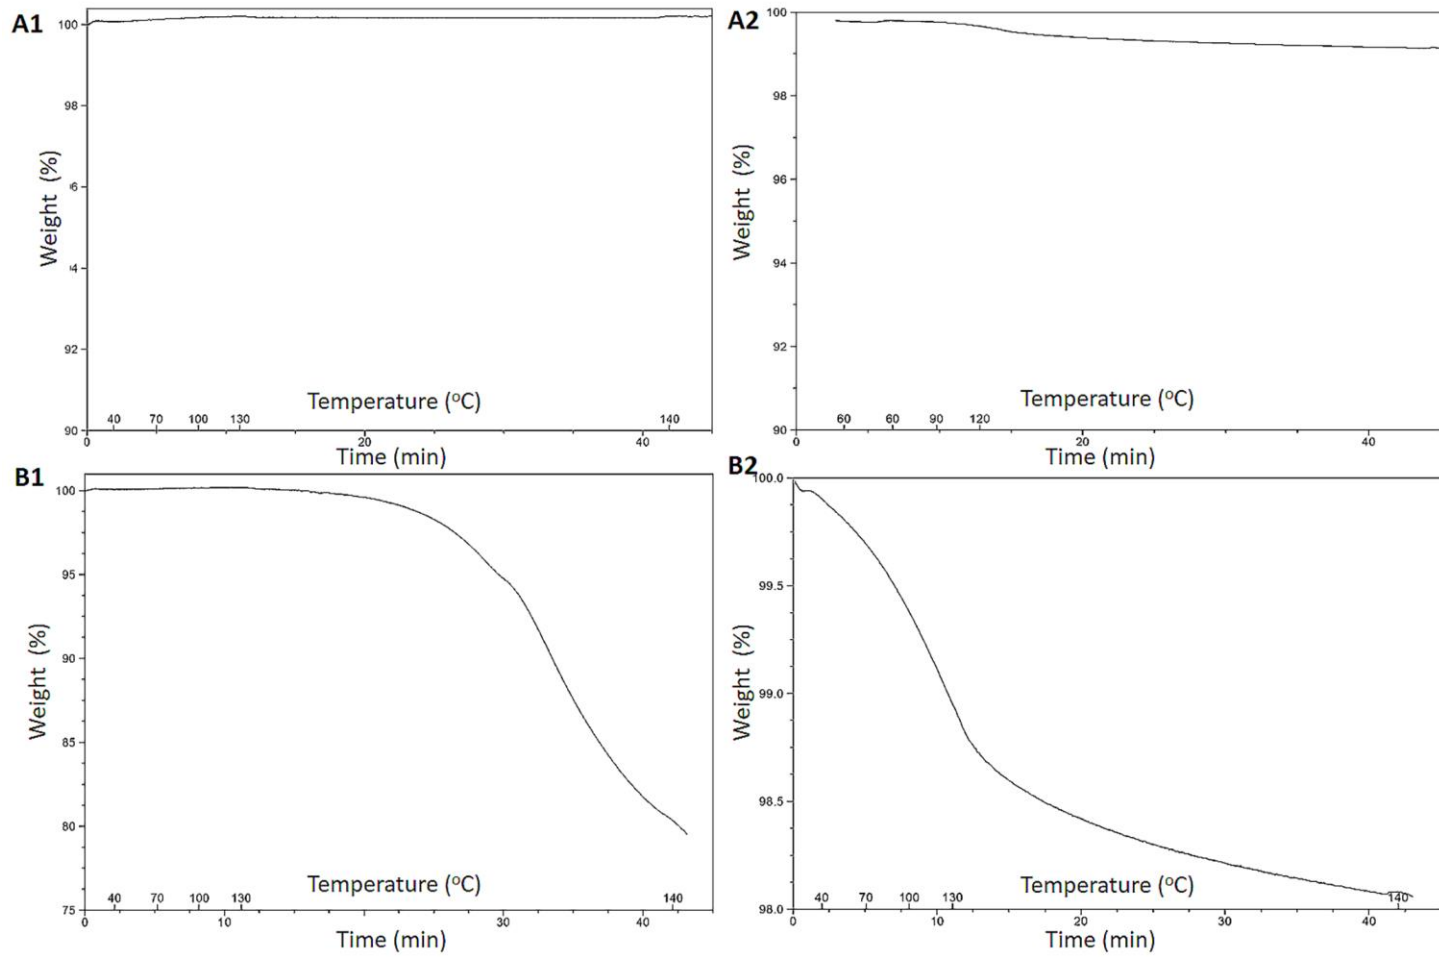 A1
Weight (%)
100
98
6
4
92
90
Temperature (°C)
40 70 100 130 140
0 20 40
Time (min)
A2
Weight (%)
100
98
96
94
92
90
Temperature (°C)
60 60 90 120
0 20 40
Time (min)
B1
Weight (%)
100
95
90
85
80
75
Temperature (°C)
40 70 100 130 140
0 10 20 30 40
Time (min)
B2
Weight (%)
100.0
99.5
99.0
98.5
98.0
Temperature (°C)
40 70 100 130 140
0 10 20 30 40
Time (min)